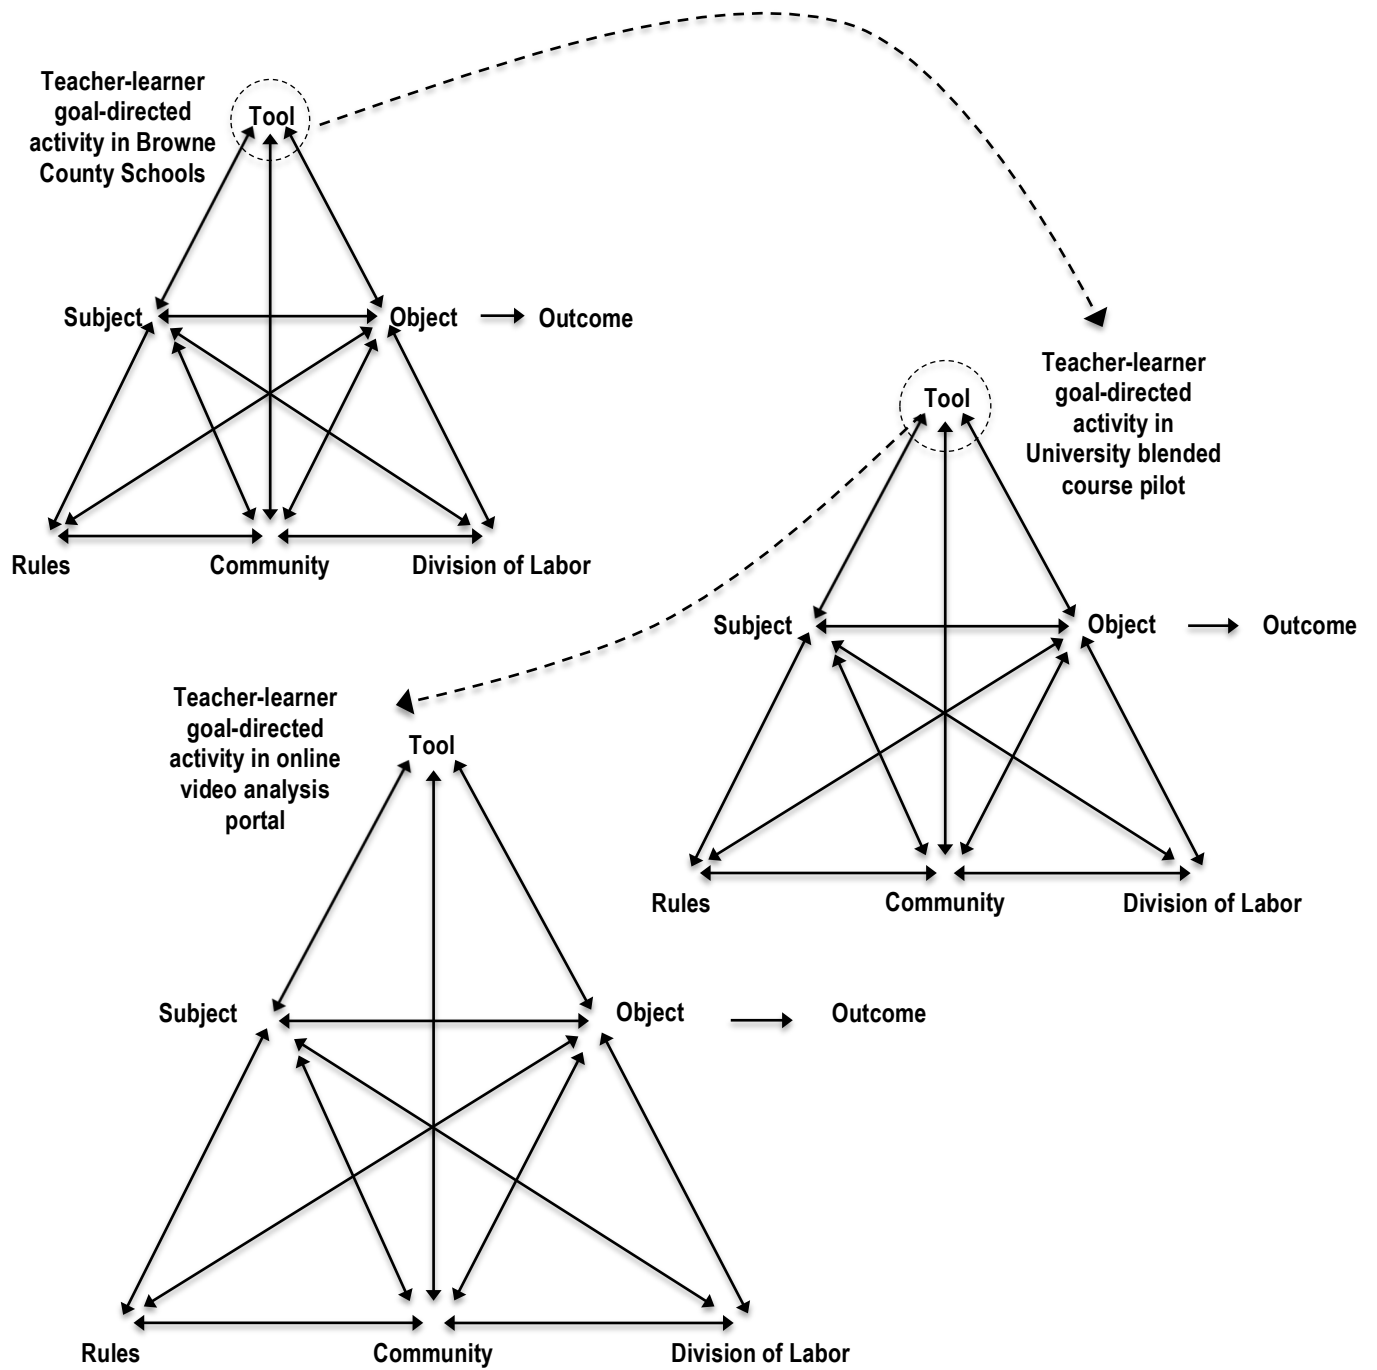 Teacher-learner
goal-directed
activity in Browne
County Schools
Tool
Subject
Object
Outcome
Rules
Community
Division of Labor
Teacher-learner
goal-directed
activity in
University blended
course pilot
Tool
Subject
Object
Outcome
Rules
Community
Division of Labor
Teacher-learner
goal-directed
activity in online
video analysis
portal
Tool
Subject
Object
Outcome
Rules
Community
Division of Labor